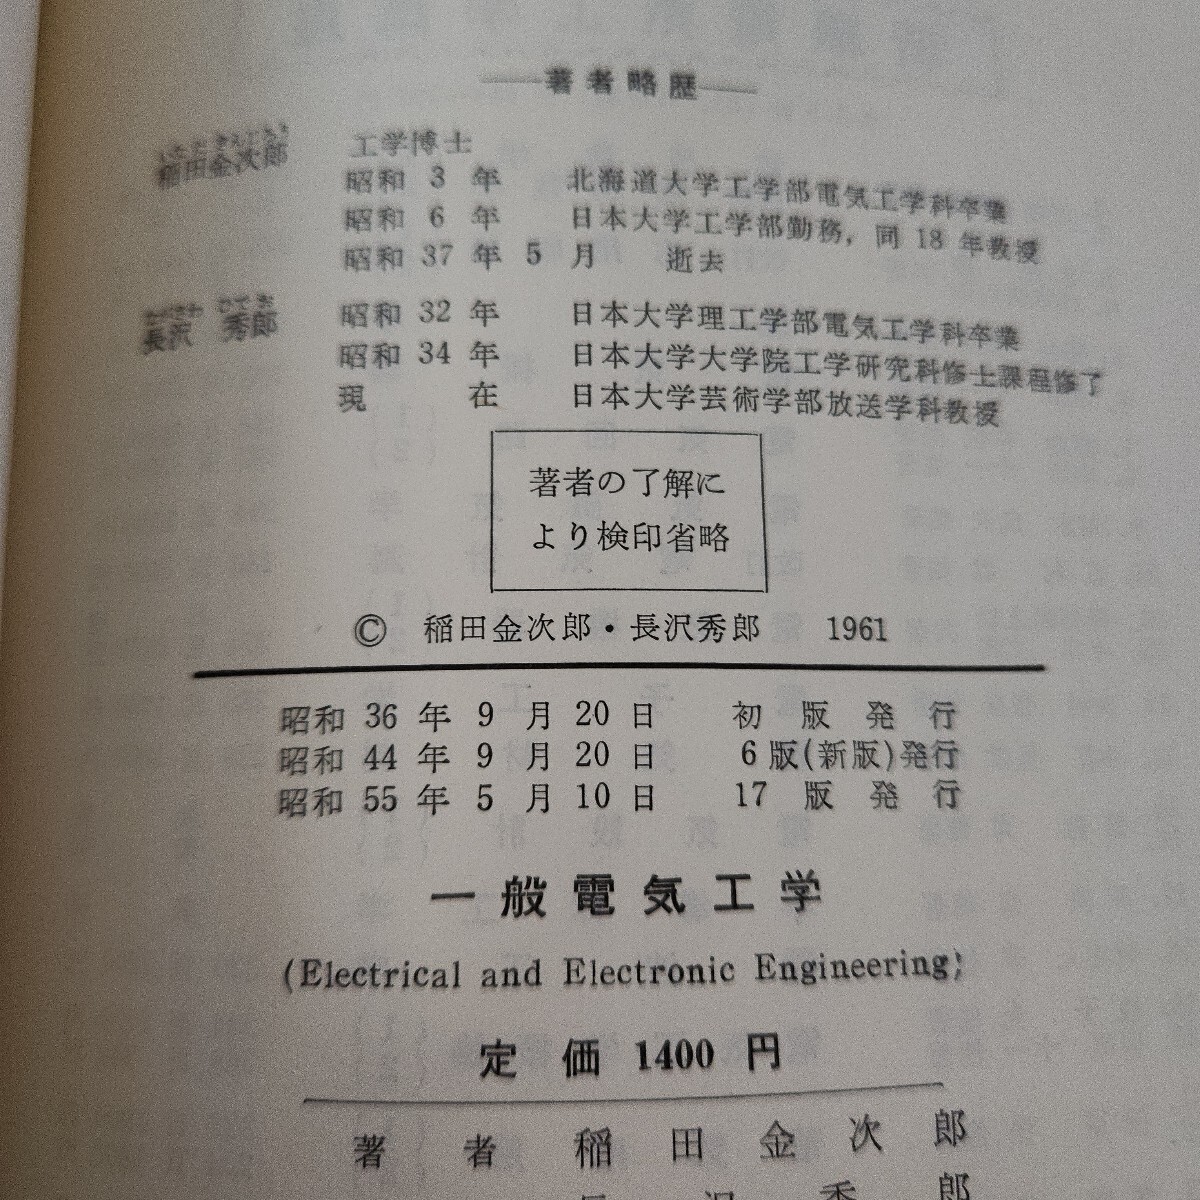 著者略歴
稲田金次郎 工学博士
昭和 3 年 北海道大学工学部電気工学科卒業
昭和 6 年 日本大学工学部勤務，同 18 年教授
昭和 37 年 5 月 逝去
長沢 秀郎 昭和 32 年 日本大学理工学部電気工学科卒業
昭和 34 年 日本大学大学院工学研究科修士課程修了
現 在 日本大学芸術学部放送学科教授
著者の了解に
より検印省略
© 稲田金次郎・長沢秀郎 1961
昭和 36 年 9 月 20 日 初 版 発 行
昭和 44 年 9 月 20 日 6 版(新版)発行
昭和 55 年 5 月 10 日 17 版 発 行
一般電気工学
(Electrical and Electronic Engineering)
定 価 1400 円
著 者 稲 田 金 次 郎
長 沢 秀 郎